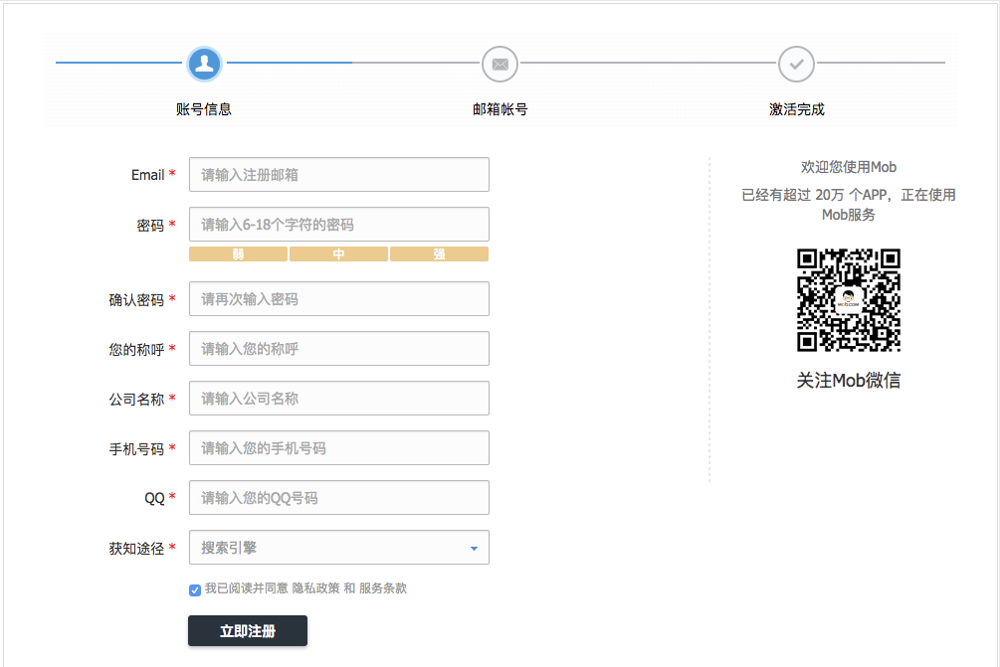 账号信息
邮箱帐号
激活完成
Email *
请输入注册邮箱
密码 *
请输入6-18个字符的密码
弱
中
强
确认密码 *
请再次输入密码
您的称呼 *
请输入您的称呼
公司名称 *
请输入公司名称
手机号码 *
请输入您的手机号码
QQ *
请输入您的QQ号码
获知途径 *
搜索引擎
我已阅读并同意 隐私政策 和 服务条款
立即注册
欢迎您使用Mob
已经有超过 20万 个APP，正在使用
Mob服务
关注Mob微信